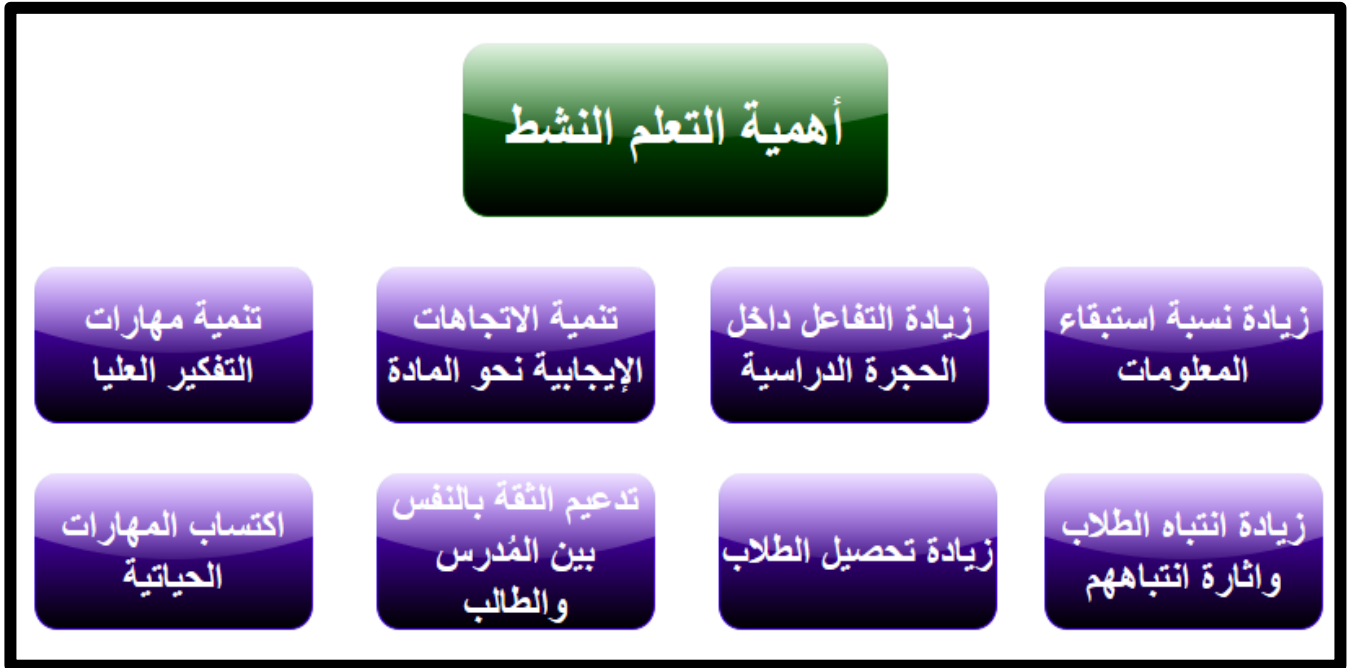 أهمية التعلم النشط
زيادة نسبة استبقاء
المعلومات
زيادة التفاعل داخل
الحجرة الدراسية
تنمية الاتجاهات
الإيجابية نحو المادة
تنمية مهارات
التفكير العليا
زيادة انتباه الطلاب
واثارة انتباههم
زيادة تحصيل الطلاب
تدعيم الثقة بالنفس
بين المُدرس
والطالب
اكتساب المهارات
الحياتية